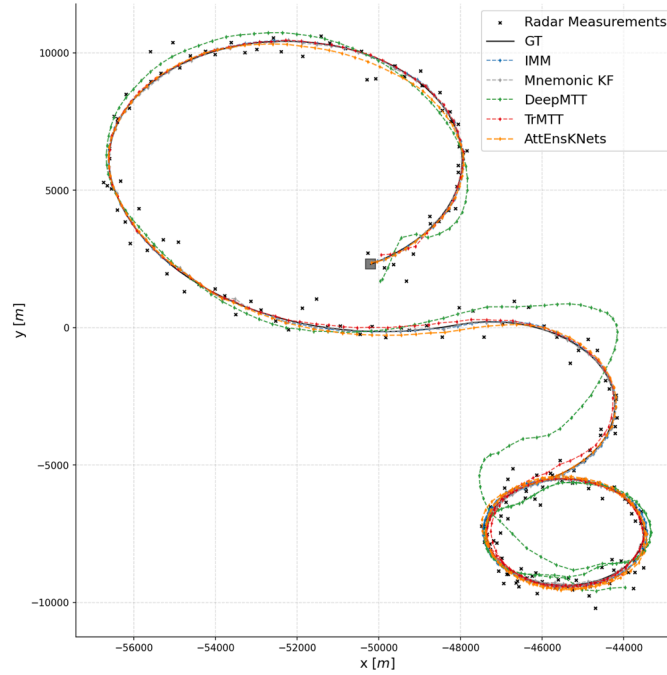 Radar Measurements
GT
IMM
Mnemonic KF
DeepMTT
TrMTT
AttEnsKNets
10000
5000
0
−5000
−10000
y [m]
−56000 −54000 −52000 −50000 −48000 −46000 −44000
x [m]